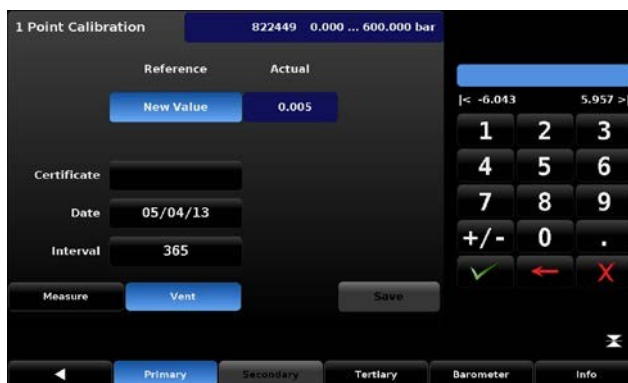 1 Point Calibration 822449 0.000 ... 600.000 bar
Reference Actual
New Value 0.005
|< -6.043 5.957 >|
1 2 3
4 5 6
7 8 9
+/- 0 .
Certificate
Date 05/04/13
Interval 365
Measure Vent Save
Primary Secondary Tertiary Barometer Info